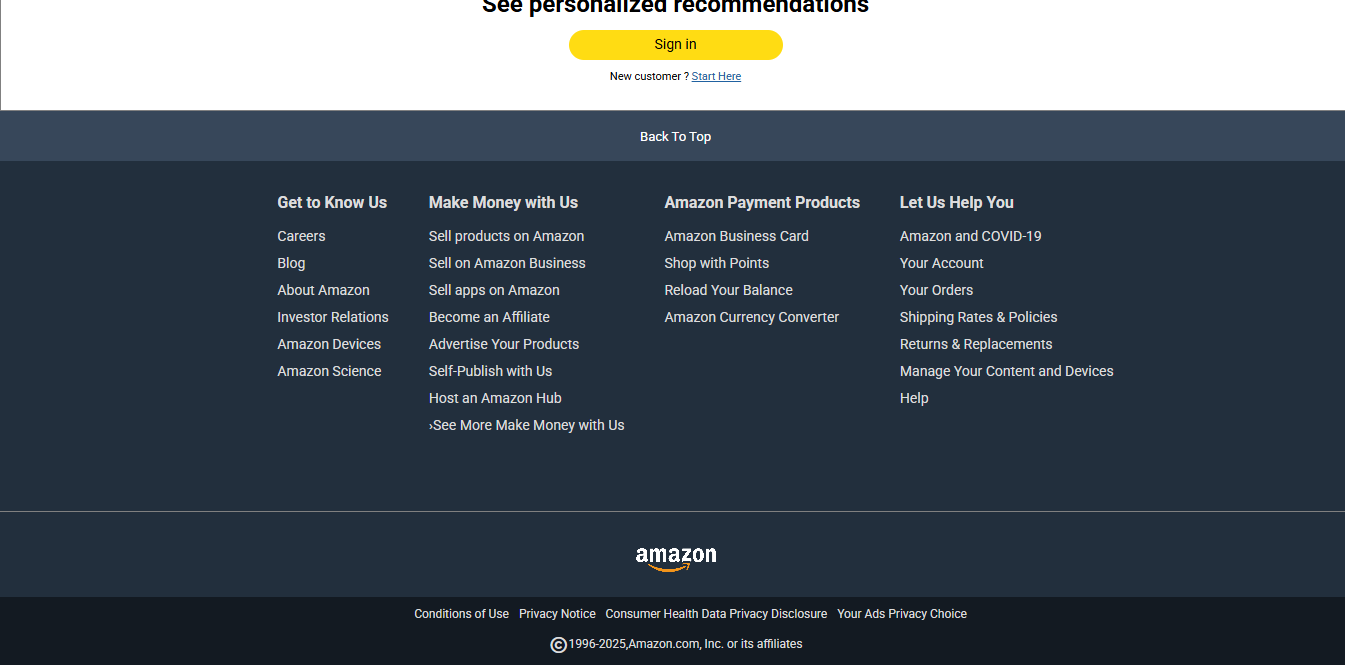 See personalized recommendations
Sign in
New customer ? Start Here
Back To Top
Get to Know Us
Careers
Blog
About Amazon
Investor Relations
Amazon Devices
Amazon Science
Make Money with Us
Sell products on Amazon
Sell on Amazon Business
Sell apps on Amazon
Become an Affiliate
Advertise Your Products
Self-Publish with Us
Host an Amazon Hub
›See More Make Money with Us
Amazon Payment Products
Amazon Business Card
Shop with Points
Reload Your Balance
Amazon Currency Converter
Let Us Help You
Amazon and COVID-19
Your Account
Your Orders
Shipping Rates & Policies
Returns & Replacements
Manage Your Content and Devices
Help
amazon
Conditions of Use Privacy Notice Consumer Health Data Privacy Disclosure Your Ads Privacy Choice
©1996-2025,Amazon.com, Inc. or its affiliates